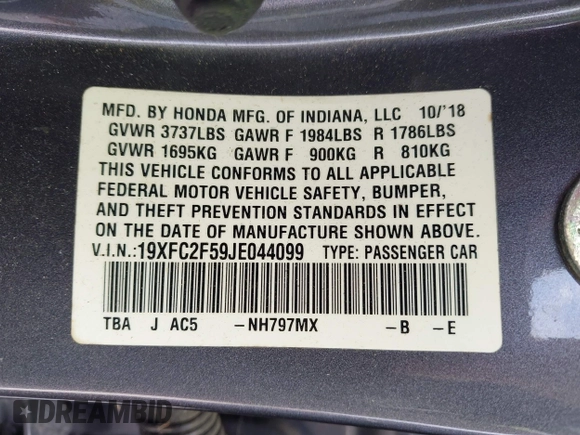 MFD. BY HONDA MFG. OF INDIANA, LLC 10/'18
GVWR 3737LBS GAWR F 1984LBS R 1786LBS
GVWR 1695KG GAWR F 900KG R 810KG
THIS VEHICLE CONFORMS TO ALL APPLICABLE
FEDERAL MOTOR VEHICLE SAFETY, BUMPER,
AND THEFT PREVENTION STANDARDS IN EFFECT
ON THE DATE OF MANUFACTURE SHOWN ABOVE.
V.I.N.:19XFC2F59JE044099 TYPE: PASSENGER CAR
TBA J AC5 -NH797MX -B -E
DREAMBID